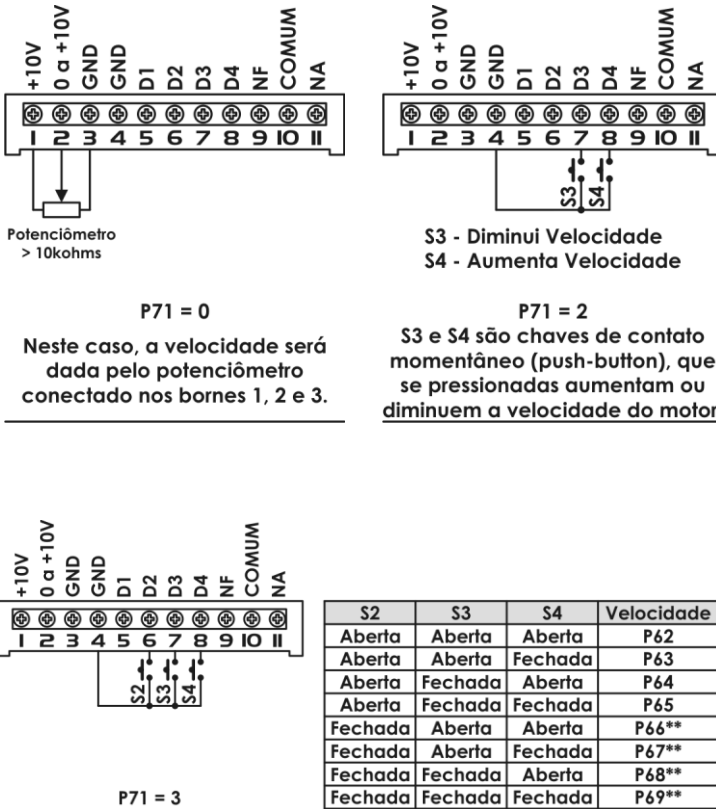 +10V
0 a +10V
GND
GND
D1
D2
D3
D4
NF
COMUM
NA
1 2 3 4 5 6 7 8 9 10 11
Potenciômetro
> 10kohms
P71 = 0
Neste caso, a velocidade será
dada pelo potenciômetro
conectado nos bornes 1, 2 e 3.
+10V
0 a +10V
GND
GND
D1
D2
D3
D4
NF
COMUM
NA
1 2 3 4 5 6 7 8 9 10 11
S3
S4
S3 - Diminui Velocidade
S4 - Aumenta Velocidade
P71 = 2
S3 e S4 são chaves de contato
momentâneo (push-button), que
se pressionadas aumentam ou
diminuem a velocidade do motor
+10V
0 a +10V
GND
GND
D1
D2
D3
D4
NF
COMUM
NA
1 2 3 4 5 6 7 8 9 10 11
S2
S3
S4
P71 = 3
S2 S3 S4 Velocidade
Aberta Aberta Aberta P62
Aberta Aberta Fechada P63
Aberta Fechada Aberta P64
Aberta Fechada Fechada P65
Fechada Aberta Aberta P66**
Fechada Aberta Fechada P67**
Fechada Fechada Aberta P68**
Fechada Fechada Fechada P69**